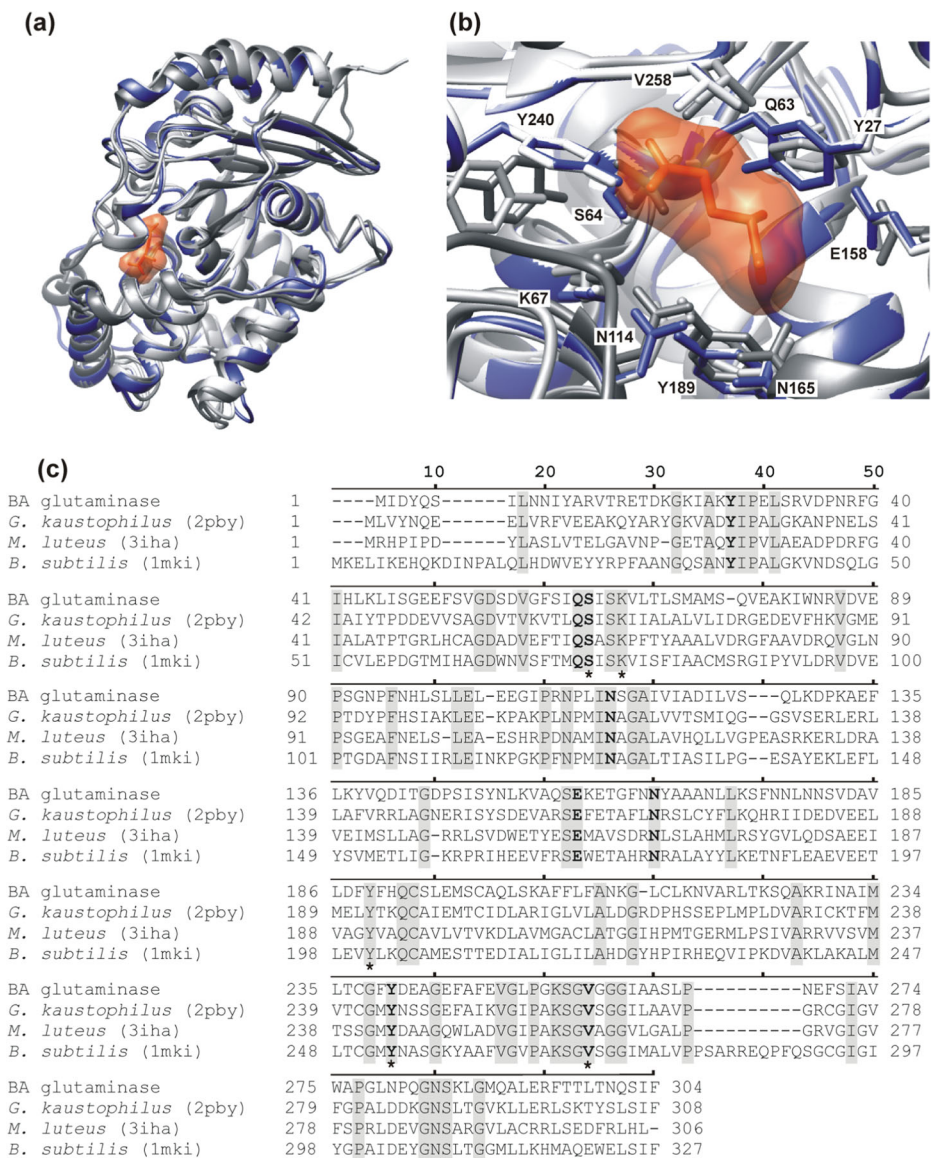 (a)
(b)
V258
Q63
Y27
Y240
S64
E158
K67
N114
Y189
N165
(c)
10 20 30 40 50
BA glutaminase 1 ----MIDYQS------ILNNIYARVTRETDKGKIAKYIPELSRVDPNRFG 40
G. kaustophilus (2pby) 1 ----MLVYNQE-----ELVRFVEEAKQYARYGKVADYIPALGKANPNELS 41
M. luteus (3iha) 1 ----MRHPIPD-----YLASLVTELGAVNP-GETAQYIPVLAEADPDRFG 40
B. subtilis (1mki) 1 MKELIKEHQKDINPALQLHDWVEYYRPFAANGQSANYIPALGKVNDSQLG 50
BA glutaminase 41 IHLKLISGEEFSVGDSDVGFSIQSISKVLTLSMAMS-QVEAKIWNRVDVE 89
G. kaustophilus (2pby) 42 IAIYTPDDEVVSAGDVTVKVTLQSISKIIALALVLIDRGEDEVFHKVGME 91
M. luteus (3iha) 41 IALATPTGRLHCAGDADVEFTIQSASKPFTYAAALVDRGFAAVDRQVGLN 90
B. subtilis (1mki) 51 ICVLEPDGTMIHAGDWNVSFTMQSISKVISFIAACMSRGIPYVLDRVDVE 100
* *
BA glutaminase 90 PSGNPFNHLSLLEL-EEGIPRNPLINSGAIVIADILVS---QLKDPKAEF 135
G. kaustophilus (2pby) 92 PTDYPFHSIAKLEE-KPAKPLNPMINAGALVVTSMIQG--GSVSERLERL 138
M. luteus (3iha) 91 PSGEAFNELS-LEA-ESHRPDNAMINAGALAVHQLLVGPEASRKERLDRA 138
B. subtilis (1mki) 101 PTGDAFNSIIRLEINKPGKPFNPMINAGALTIASILPG--ESAYEKLEFL 148
BA glutaminase 136 LKYVQDITGDPSISYNLKVAQSEKETGFNNYAAANLLKSFNNLNNSVDAV 185
G. kaustophilus (2pby) 139 LAFVRRLAGNERISYSDEVARSEFETAFLNRSLCYFLKQHRIIDEDVEEL 188
M. luteus (3iha) 139 VEIMSLLAG-RRLSVDWETYESEMAVSDRNLSLAHMLRSYGVLQDSAEEI 187
B. subtilis (1mki) 149 YSVMETLIG-KRPRIHEEVFRSEWETAHRNRALAYYLKETNFLEAEVEET 197
BA glutaminase 186 LDFYFHQCSLEMSCAQLSKAFFLFANKG-LCLKNVARLTKSQAKRINAIM 234
G. kaustophilus (2pby) 189 MELYTKQCAIEMTCIDLARIGLVLALDGRDPHSSEPLMPLDVARICKTFM 238
M. luteus (3iha) 188 VAGYVAQCAVLVTVKDLAVMGACLATGGIHPMTGERMLPSIVARRVVSVM 237
B. subtilis (1mki) 198 LEVYLKQCAMESTTEDIALIGLILAHDGYHPIRHEQVIPKDVAKLAKALM 247
*
BA glutaminase 235 LTCGFYDEAGEFAFEVGLPGKSGVGGGIAASLP-----------NEFSIAV 274
G. kaustophilus (2pby) 239 VTCGMYNSSGEFAIKVGIPAKSGVSGGILAAVP-----------GRCGIGV 278
M. luteus (3iha) 238 TSSGMYDAAGQWLADVGIPAKSGVAGGVLGALP-----------GRVGIGV 277
B. subtilis (1mki) 248 LTCGMYNASGKYAAFVGVPAKSGVSGGIMALVPPSARREQPFQSGCGIGI 297
* *
BA glutaminase 275 WAPGLNPQGNSKLGMQALERFTTLTNQSIF 304
G. kaustophilus (2pby) 279 FGPALDDKGNSLTGVKLLERLSKTYSLSIF 308
M. luteus (3iha) 278 FSPRLDEVGNSARGVLACRRLSEDFRLHL- 306
B. subtilis (1mki) 298 YGPAIDEYGNSLTGGMLLKHMAQEWELSIF 327